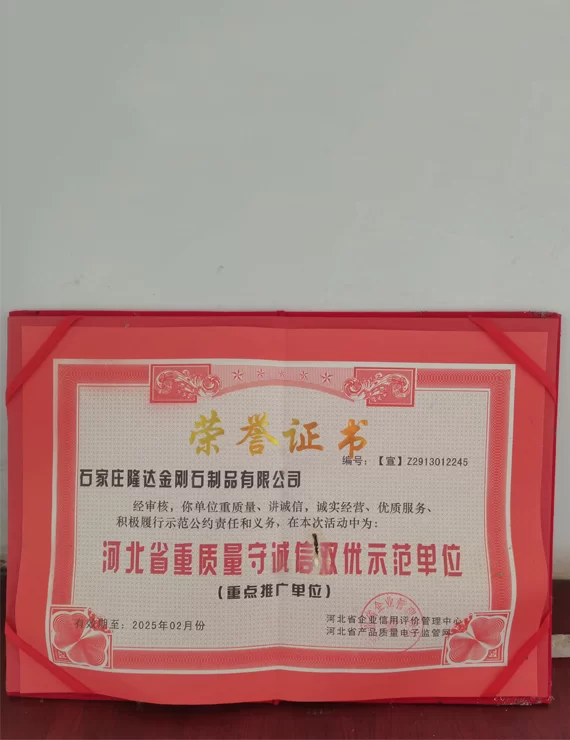 荣誉证书
编号：【宣】Z2913012245
石家庄隆达金刚石制品有限公司
经审核，你单位重质量、讲诚信，诚实经营、优质服务、
积极履行示范公约责任和义务，在本次活动中为：
河北省重质量守诚信双优示范单位
(重点推广单位)
有效期至：2025年02月份
河北省企业信用评价管理中心
河北省产品质量电子监管网